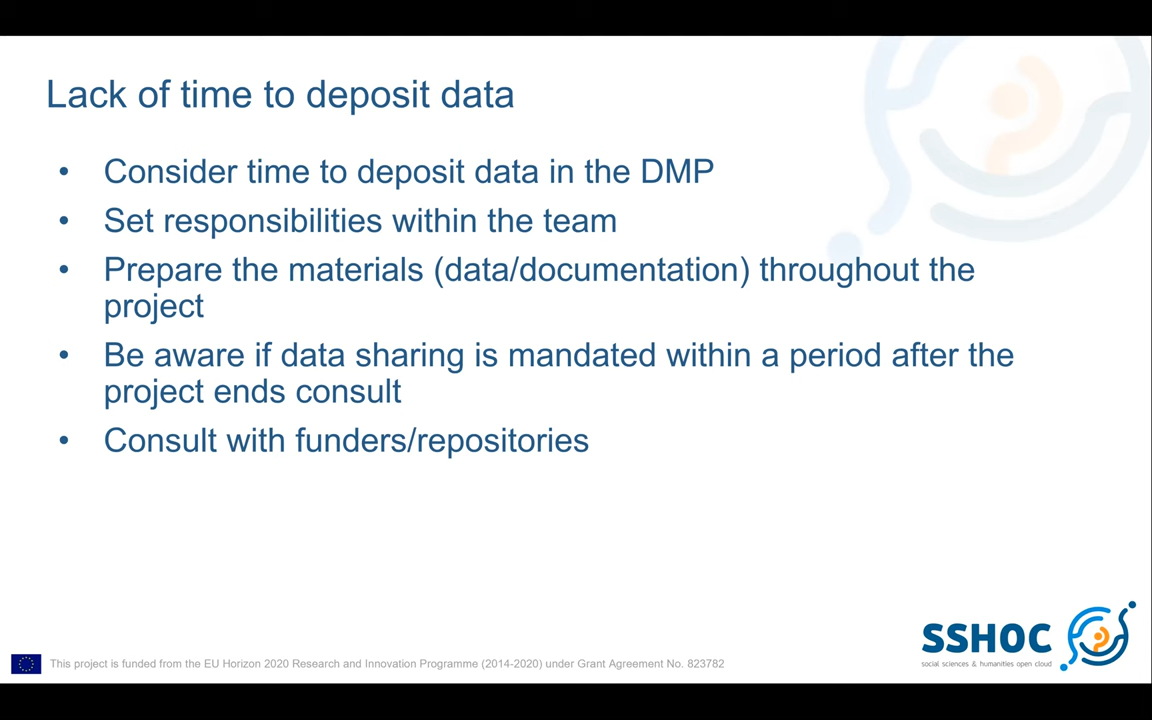 Lack of time to deposit data
• Consider time to deposit data in the DMP
• Set responsibilities within the team
• Prepare the materials (data/documentation) throughout the
project
• Be aware if data sharing is mandated within a period after the
project ends consult
• Consult with funders/repositories
SSHOC
social sciences & humanities open cloud
This project is funded from the EU Horizon 2020 Research and Innovation Programme (2014-2020) under Grant Agreement No. 823782